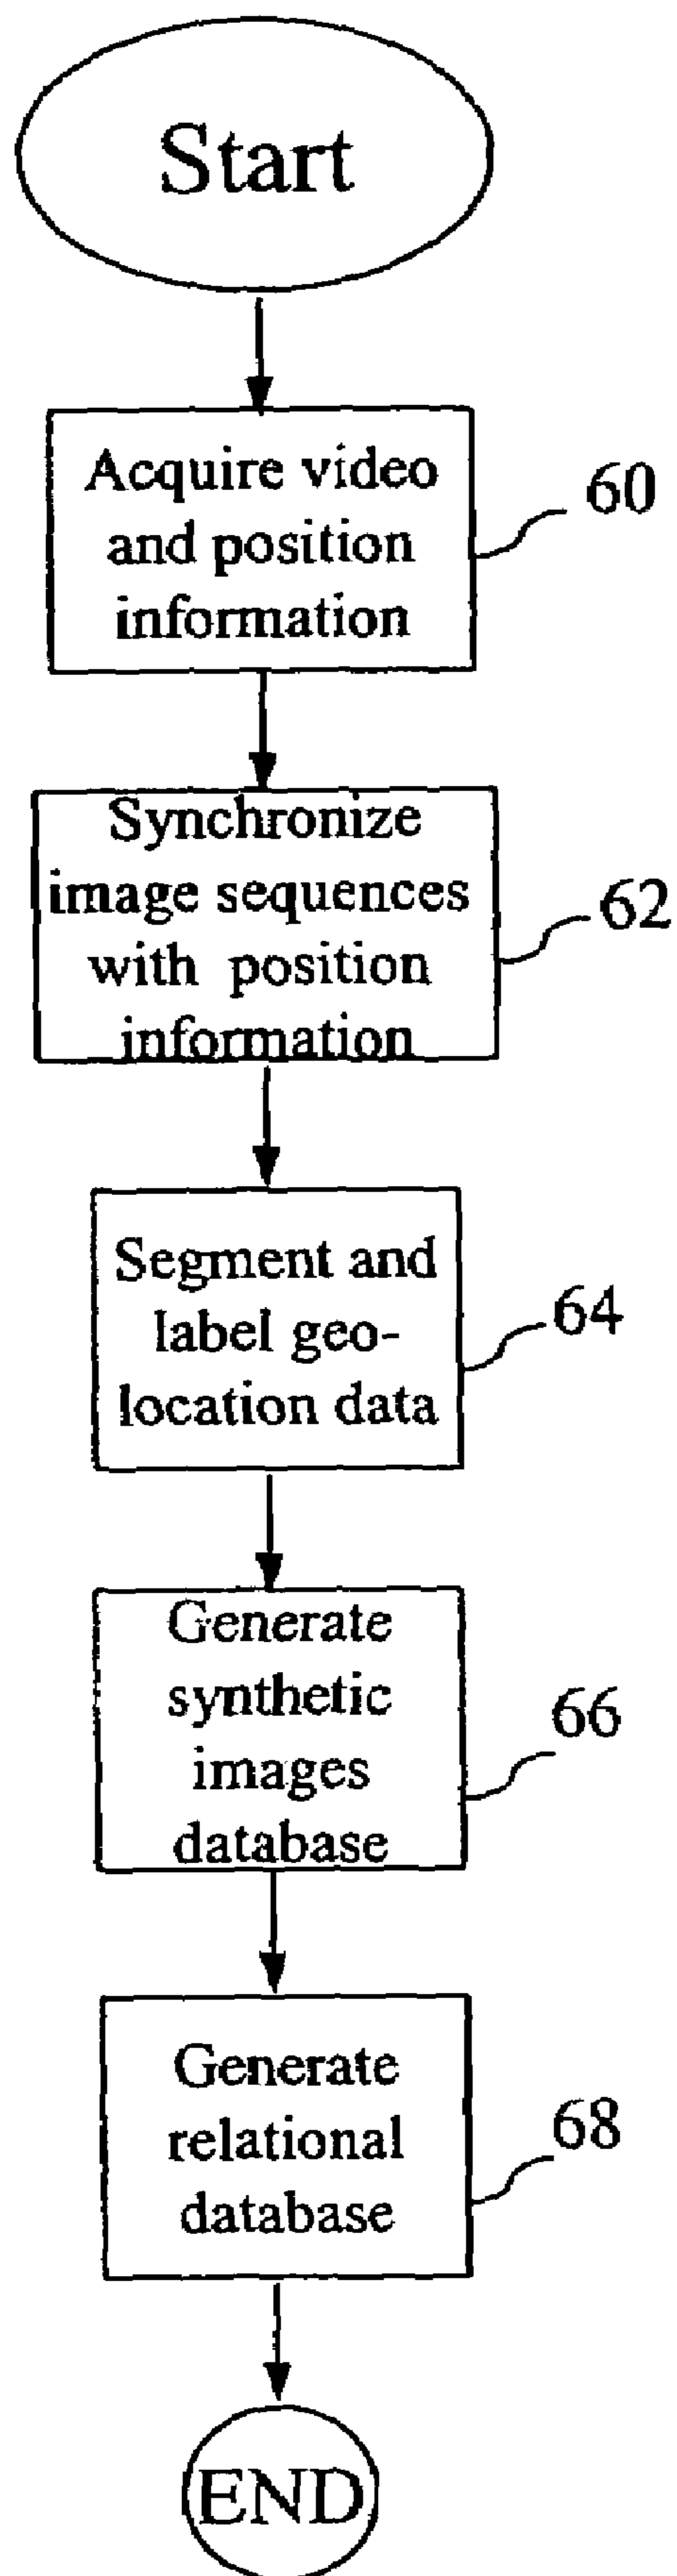 Start
Acquire video
and position
information
60
Synchronize
image sequences
with position
information
62
Segment and
label geo-
location data
64
Generate
synthetic
images
database
66
Generate
relational
database
68
END